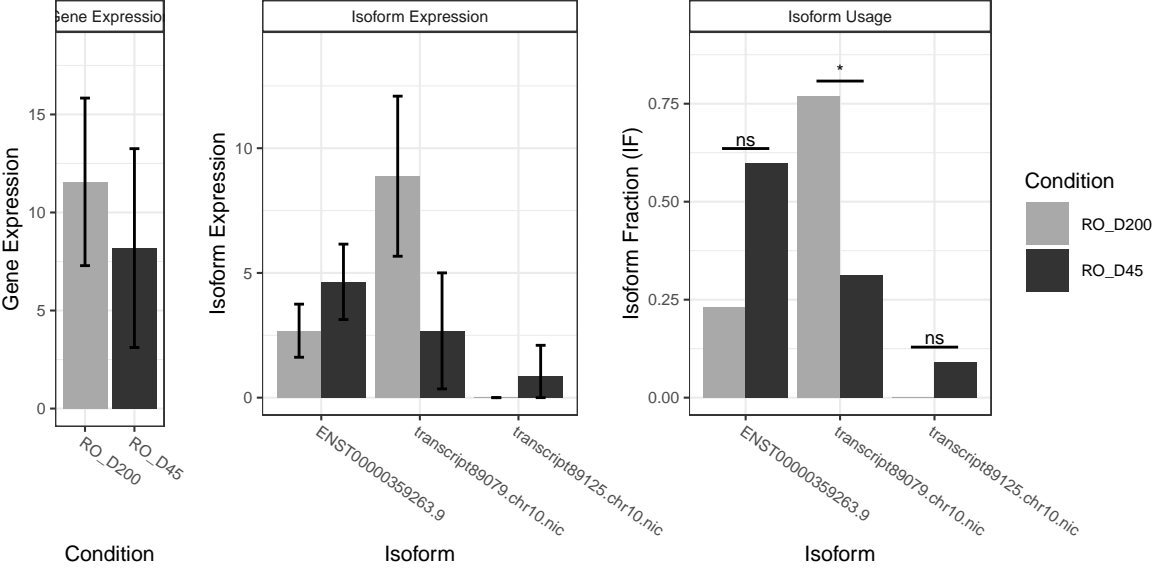 Gene Expression
Isoform Expression
Isoform Usage
Gene Expression
15
10
5
0
RO_D200
RO_D45
Condition
Isoform Expression
10
5
0
ENST00000359263.9
transcript89079.chr10.nic
transcript89125.chr10.nic
Isoform
Isoform Fraction (IF)
0.75
0.50
0.25
0.00
ns
*
ns
ENST00000359263.9
transcript89079.chr10.nic
transcript89125.chr10.nic
Isoform
Condition
RO_D200
RO_D45